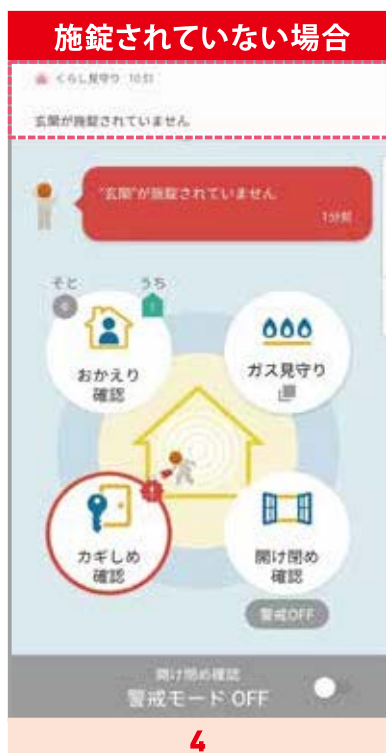 施錠されていない場合
くらし見守り 10:51
玄関が施錠されていません
"玄関"が施錠されていません
1分前
そと
うち
おかえり
確認
ガス見守り
カギしめ
確認
開け閉め
確認
警戒OFF
開け閉め確認
警戒モード OFF
4